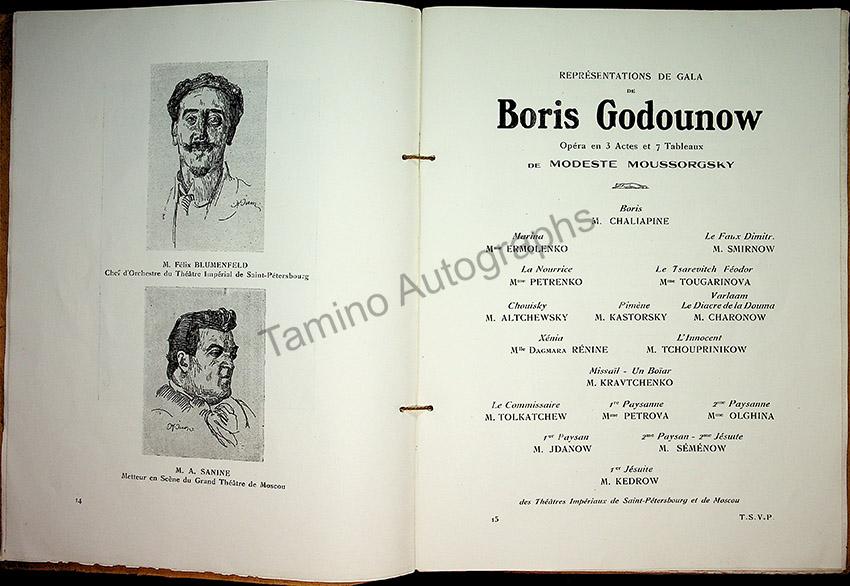 M. Félix BLUMENFELD
Chef d'Orchestre du Théâtre Impérial de Saint-Pétersbourg
M. A. SANINE
Metteur en Scène du Grand Théâtre de Moscou
14
REPRÉSENTATIONS DE GALA
DE
Boris Godounow
Opéra en 3 Actes et 7 Tableaux
DE MODESTE MOUSSORGSKY
Boris
M. CHALIAPINE
Marina Le Faux Dimitr.
Mme ERMOLENKO M. SMIRNOW
La Nourrice Le Tsarevitch Féodor
Mme PETRENKO Mme TOUGARINOVA
Varlaam
Chouisky Pimène Le Diacre de la Douma
M. ALTCHEWSKY M. KASTORSKY M. CHARONOW
Xénia L'Innocent
Mlle DAGMARA RÉNINE M. TCHOUPRINIKOW
Missaïl - Un Boïar
M. KRAVTCHENKO
Le Commissaire 1re Paysanne 2me Paysanne
M. TOLKATCHEW Mme PETROVA Mme OLGHINA
1er Paysan 2me Paysan - 2me Jésuite
M. JDANOW M. SÉMÉNOW
1er Jésuite
M. KEDROW
des Théâtres Impériaux de Saint-Pétersbourg et de Moscou
15 T.S.V.P.
Tamino Autographs